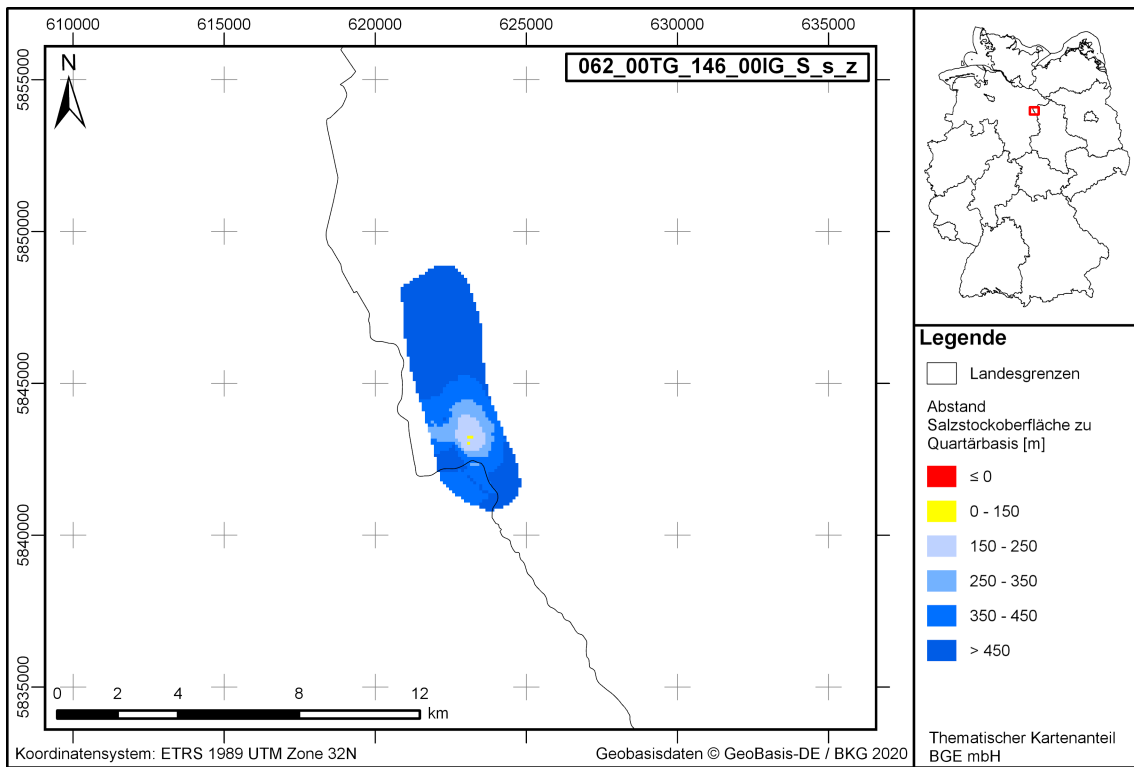 610000 615000 620000 625000 630000 635000
062_00TG_146_00IG_S_s_z
N
5855000
5850000
5845000
5840000
5835000
0 2 4 8 12
km
Koordinatensystem: ETRS 1989 UTM Zone 32N
Geobasisdaten © GeoBasis-DE / BKG 2020
Legende
Landesgrenzen
Abstand
Salzstockoberfläche zu
Quartärbasis [m]
≤ 0
0 - 150
150 - 250
250 - 350
350 - 450
> 450
Thematischer Kartenanteil
BGE mbH